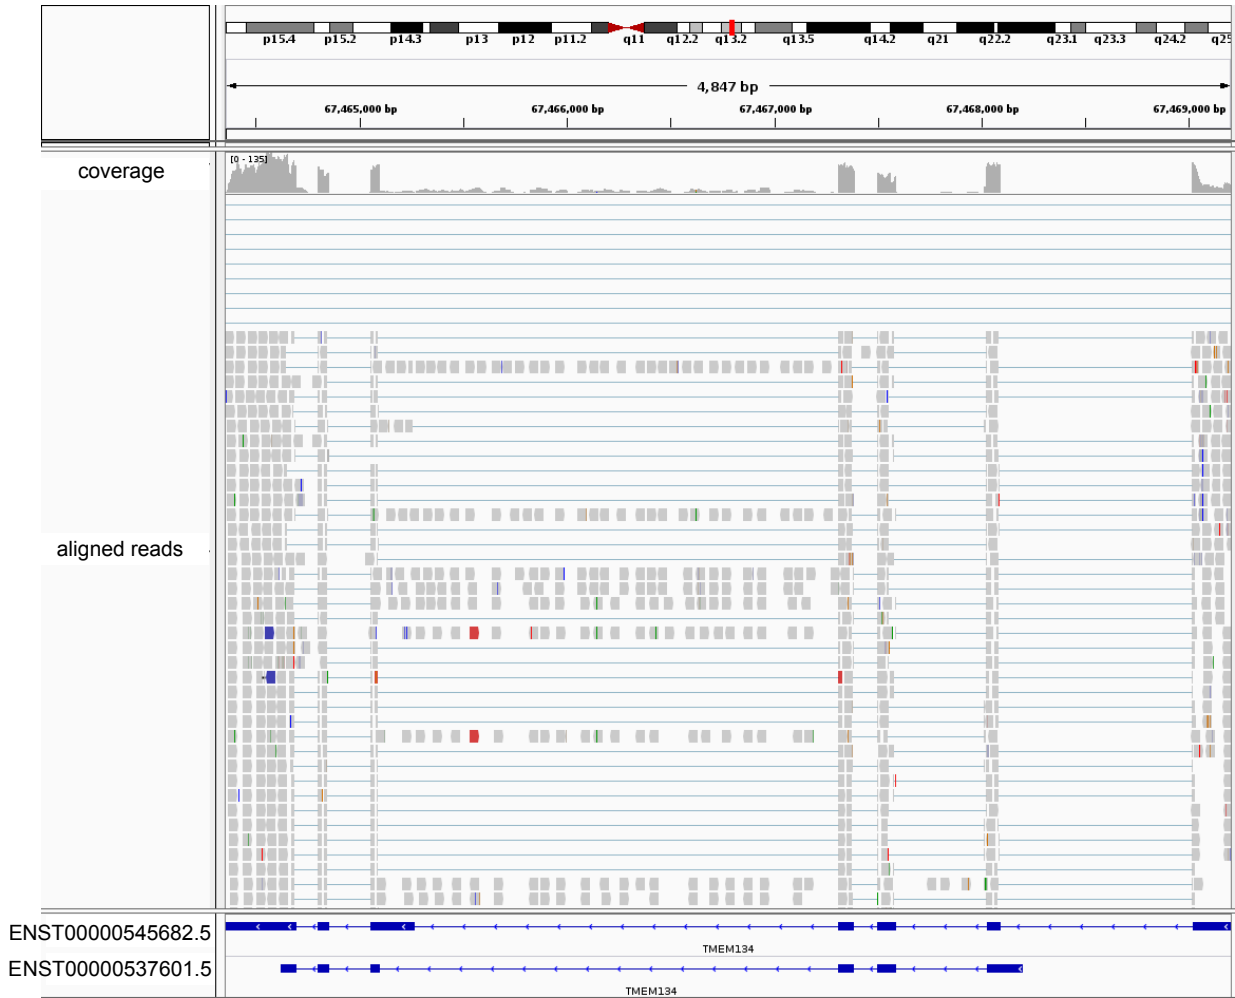 p15.4 p15.2 p14.3 p13 p12 p11.2 q11 q12.2 q13.2 q13.5 q14.2 q21 q22.2 q23.1 q23.3 q24.2 q25
4,847 bp
67,465,000 bp 67,466,000 bp 67,467,000 bp 67,468,000 bp 67,469,000 bp
[0 - 135]
coverage
aligned reads
ENST00000545682.5
TMEM134
ENST00000537601.5
TMEM134